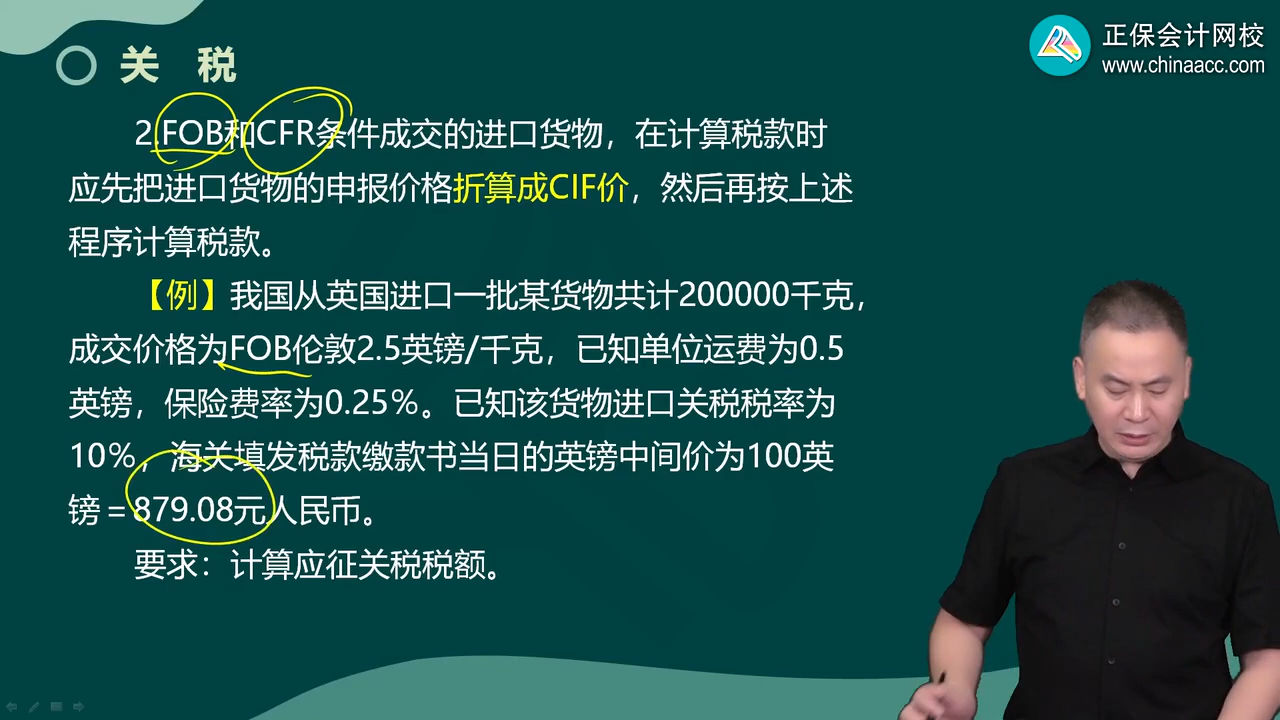 关 税
正保会计网校
www.chinaacc.com
2.FOB和CFR条件成交的进口货物，在计算税款时
应先把进口货物的申报价格折算成CIF价，然后再按上述
程序计算税款。
【例】我国从英国进口一批某货物共计200000千克，
成交价格为FOB伦敦2.5英镑/千克，已知单位运费为0.5
英镑，保险费率为0.25%。已知该货物进口关税税率为
10%，海关填发税款缴款书当日的英镑中间价为100英
镑＝879.08元人民币。
要求：计算应征关税税额。